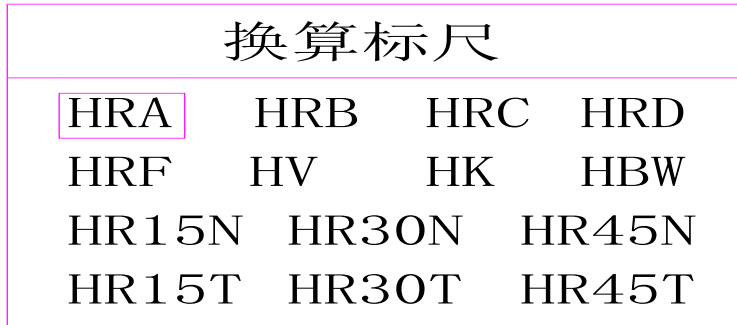 换算标尺
HRA HRB HRC HRD
HRF HV HK HBW
HR15N HR30N HR45N
HR15T HR30T HR45T